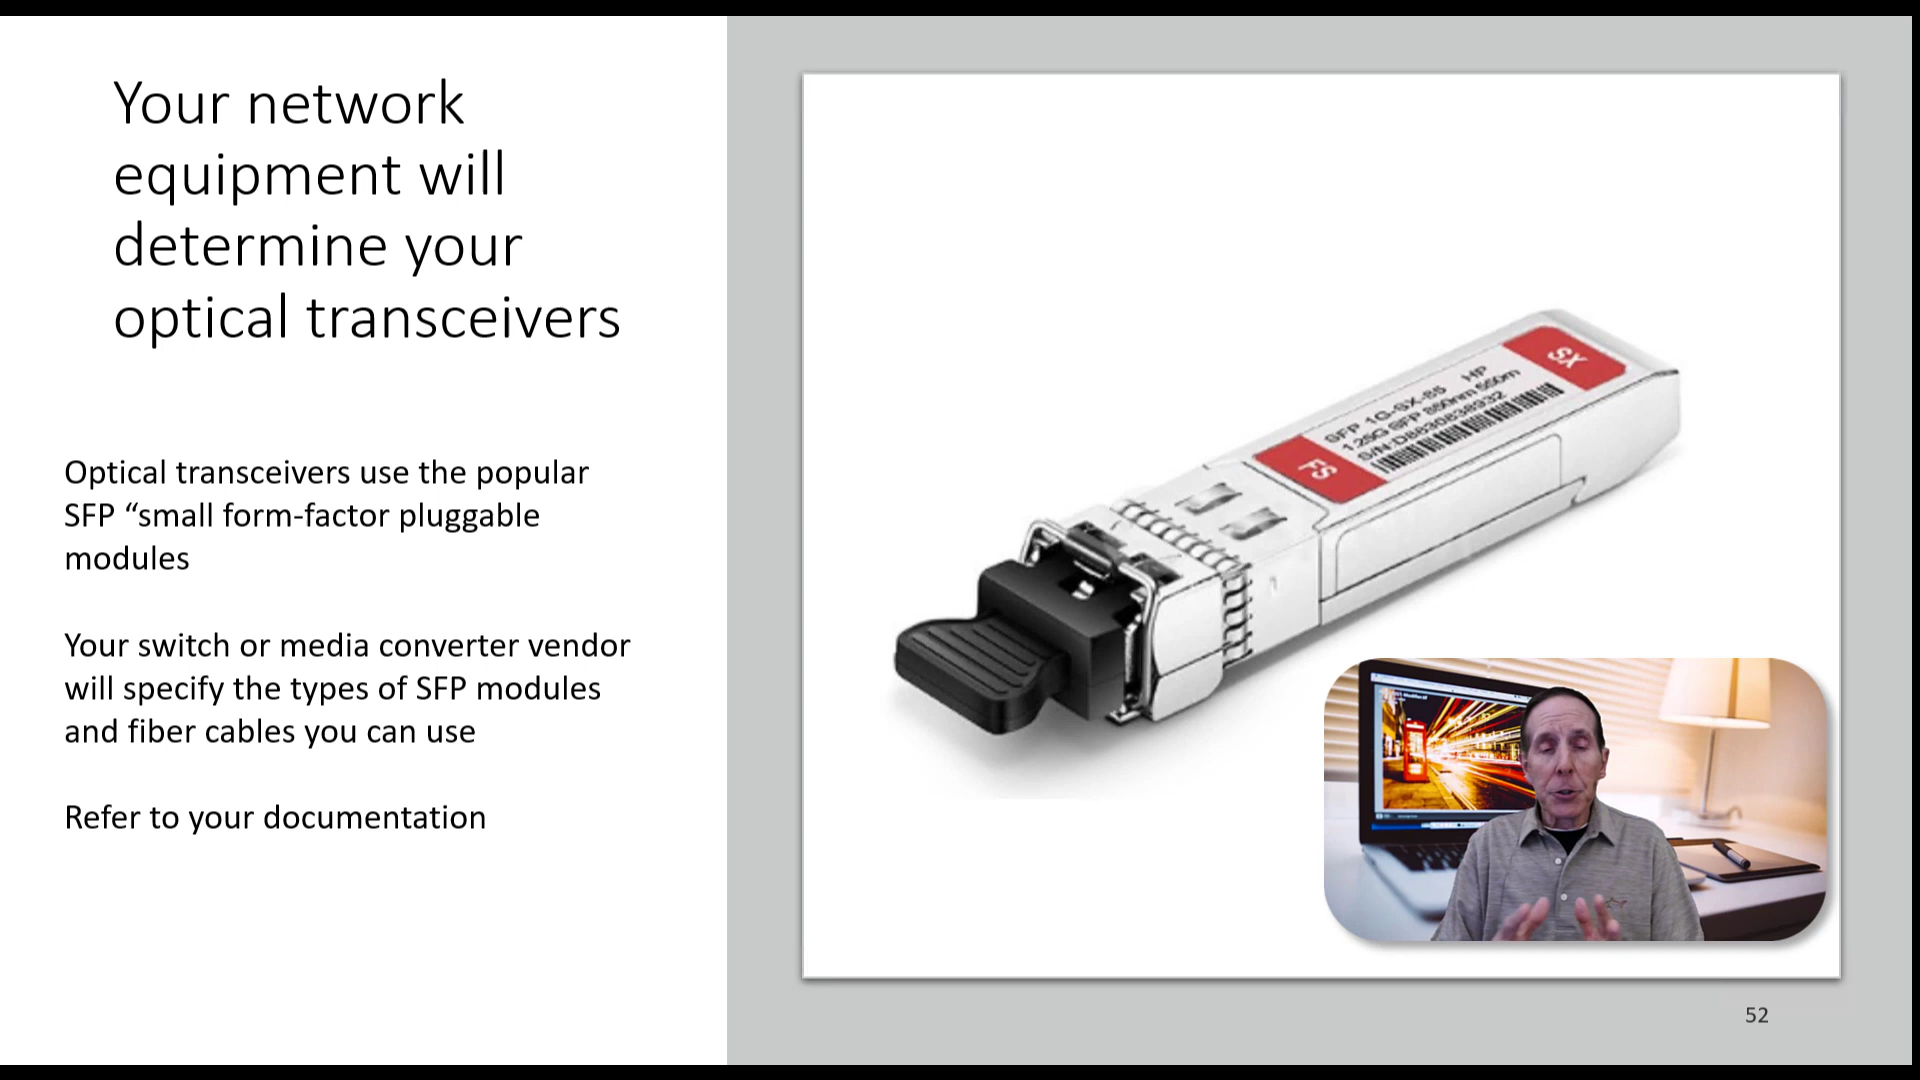 Your network
equipment will
determine your
optical transceivers
Optical transceivers use the popular
SFP “small form-factor pluggable
modules
Your switch or media converter vendor
will specify the types of SFP modules
and fiber cables you can use
Refer to your documentation
SX
SFP 1G-SX-85 HP
1.25G SFP 850nm 550m
FS
52